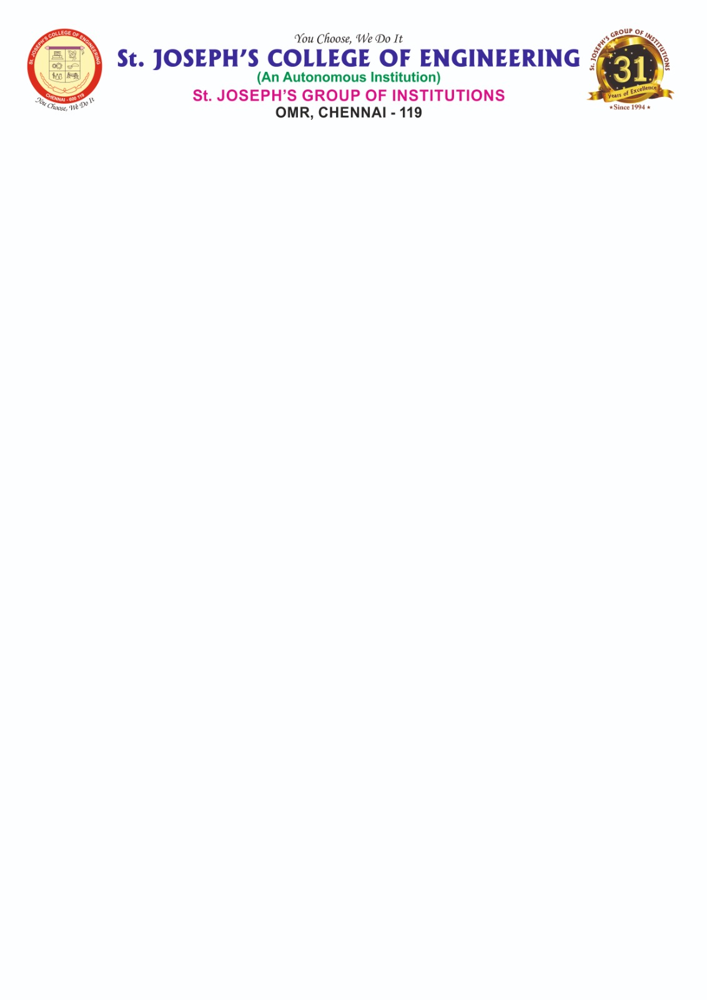 St. JOSEPH'S COLLEGE OF ENGINEERING
CHENNAI - 600 119
You Choose, We Do It
You Choose, We Do It
St. JOSEPH'S COLLEGE OF ENGINEERING
(An Autonomous Institution)
St. JOSEPH'S GROUP OF INSTITUTIONS
OMR, CHENNAI - 119
St. JOSEPH'S GROUP OF INSTITUTIONS
31
Years of Excellence
★Since 1994★